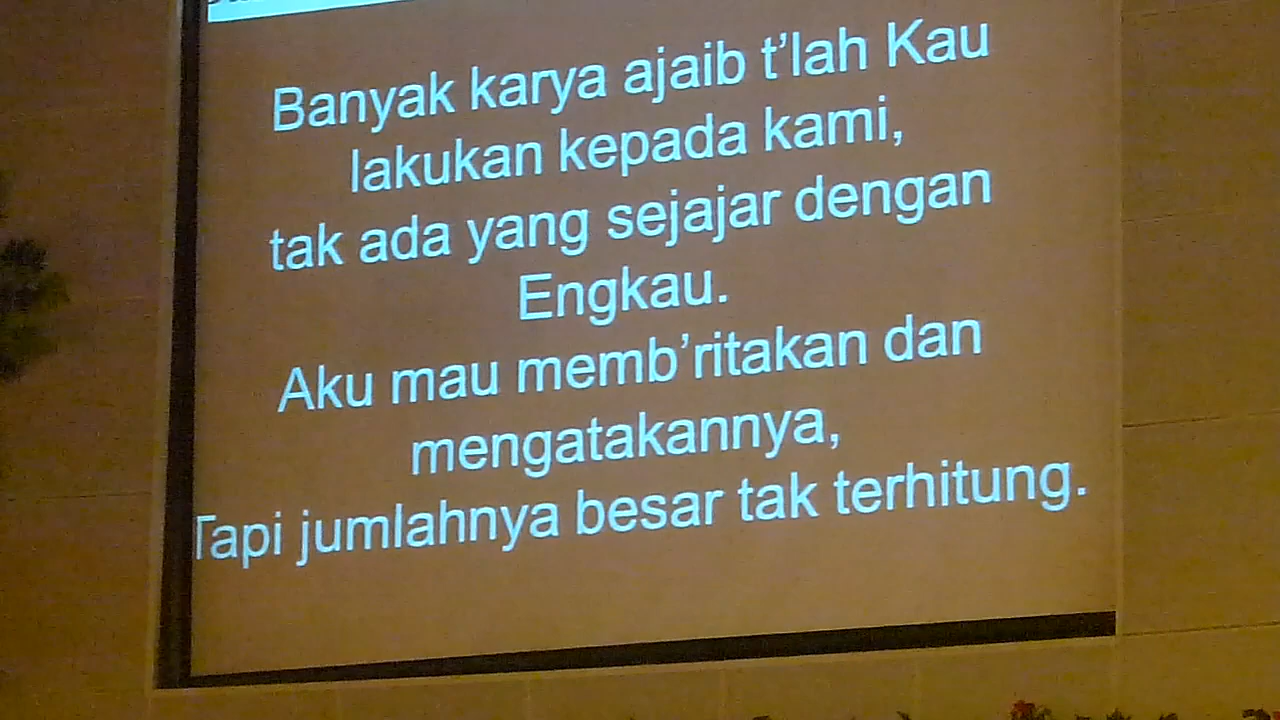 Banyak karya ajaib t’lah Kau
lakukan kepada kami,
tak ada yang sejajar dengan
Engkau.
Aku mau memb’ritakan dan
mengatakannya,
Tapi jumlahnya besar tak terhitung.